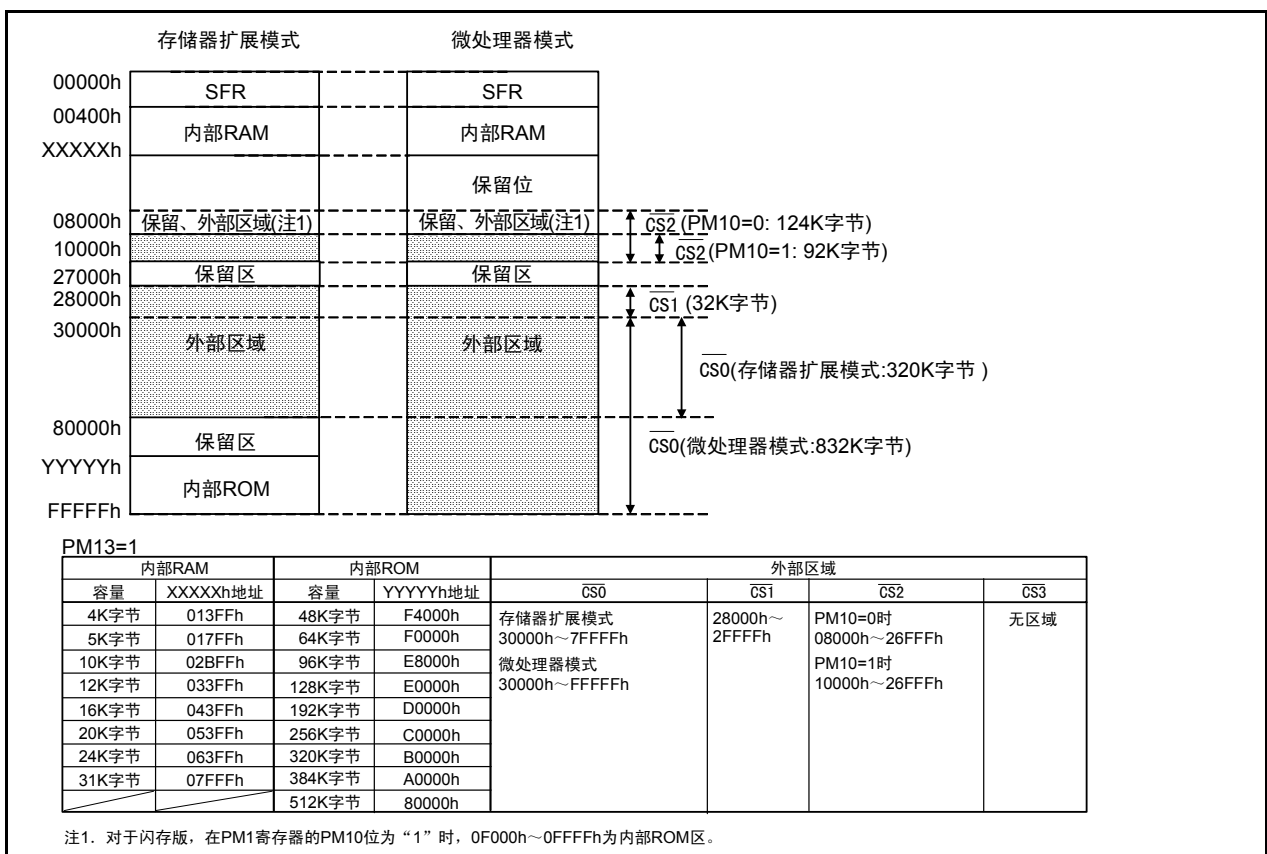 存储器扩展模式 微处理器模式
00000h SFR SFR
00400h 内部RAM 内部RAM
XXXXXh
保留位
08000h 保留、外部区域(注1) 保留、外部区域(注1) CS2 (PM10=0: 124K字节)
10000h CS2(PM10=1: 92K字节)
27000h 保留区 保留区
28000h CS1 (32K字节)
30000h 外部区域 外部区域
CS0(存储器扩展模式:320K字节 )
80000h 保留区 CS0(微处理器模式:832K字节)
YYYYYh
内部ROM
FFFFFh
PM13=1
内部RAM 内部ROM 外部区域
容量 XXXXXh地址 容量 YYYYYh地址 CS0 CS1 CS2 CS3
4K字节 013FFh 48K字节 F4000h 存储器扩展模式 28000h～ PM10=0时 无区域
5K字节 017FFh 64K字节 F0000h 30000h～7FFFFh 2FFFFh 08000h～26FFFh
10K字节 02BFFh 96K字节 E8000h 微处理器模式 PM10=1时
12K字节 033FFh 128K字节 E0000h 30000h～FFFFFh 10000h～26FFFh
16K字节 043FFh 192K字节 D0000h
20K字节 053FFh 256K字节 C0000h
24K字节 063FFh 320K字节 B0000h
31K字节 07FFFh 384K字节 A0000h
512K字节 80000h
注1. 对于闪存版，在PM1寄存器的PM10位为“1”时，0F000h～0FFFFh为内部ROM区。